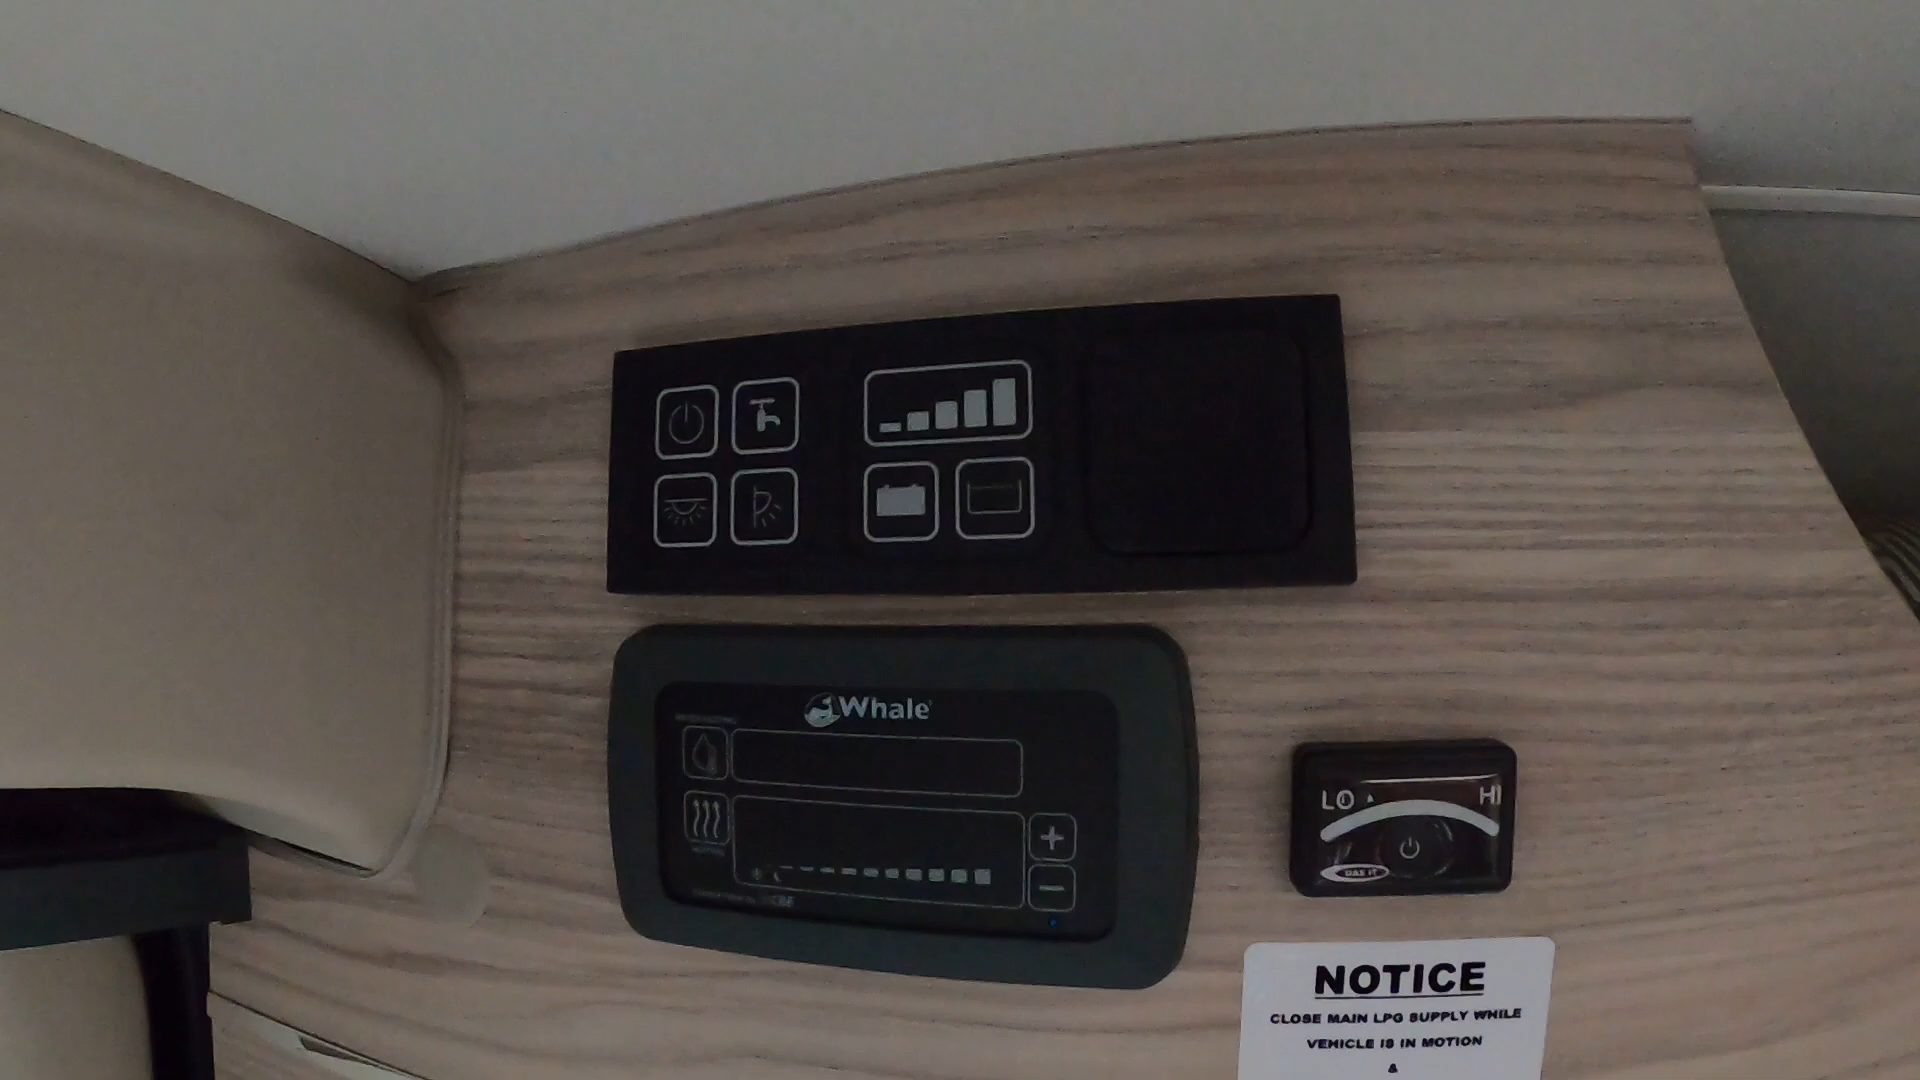 Whale
LO HI
NOTICE
CLOSE MAIN LPG SUPPLY WHILE
VEHICLE IS IN MOTION
&